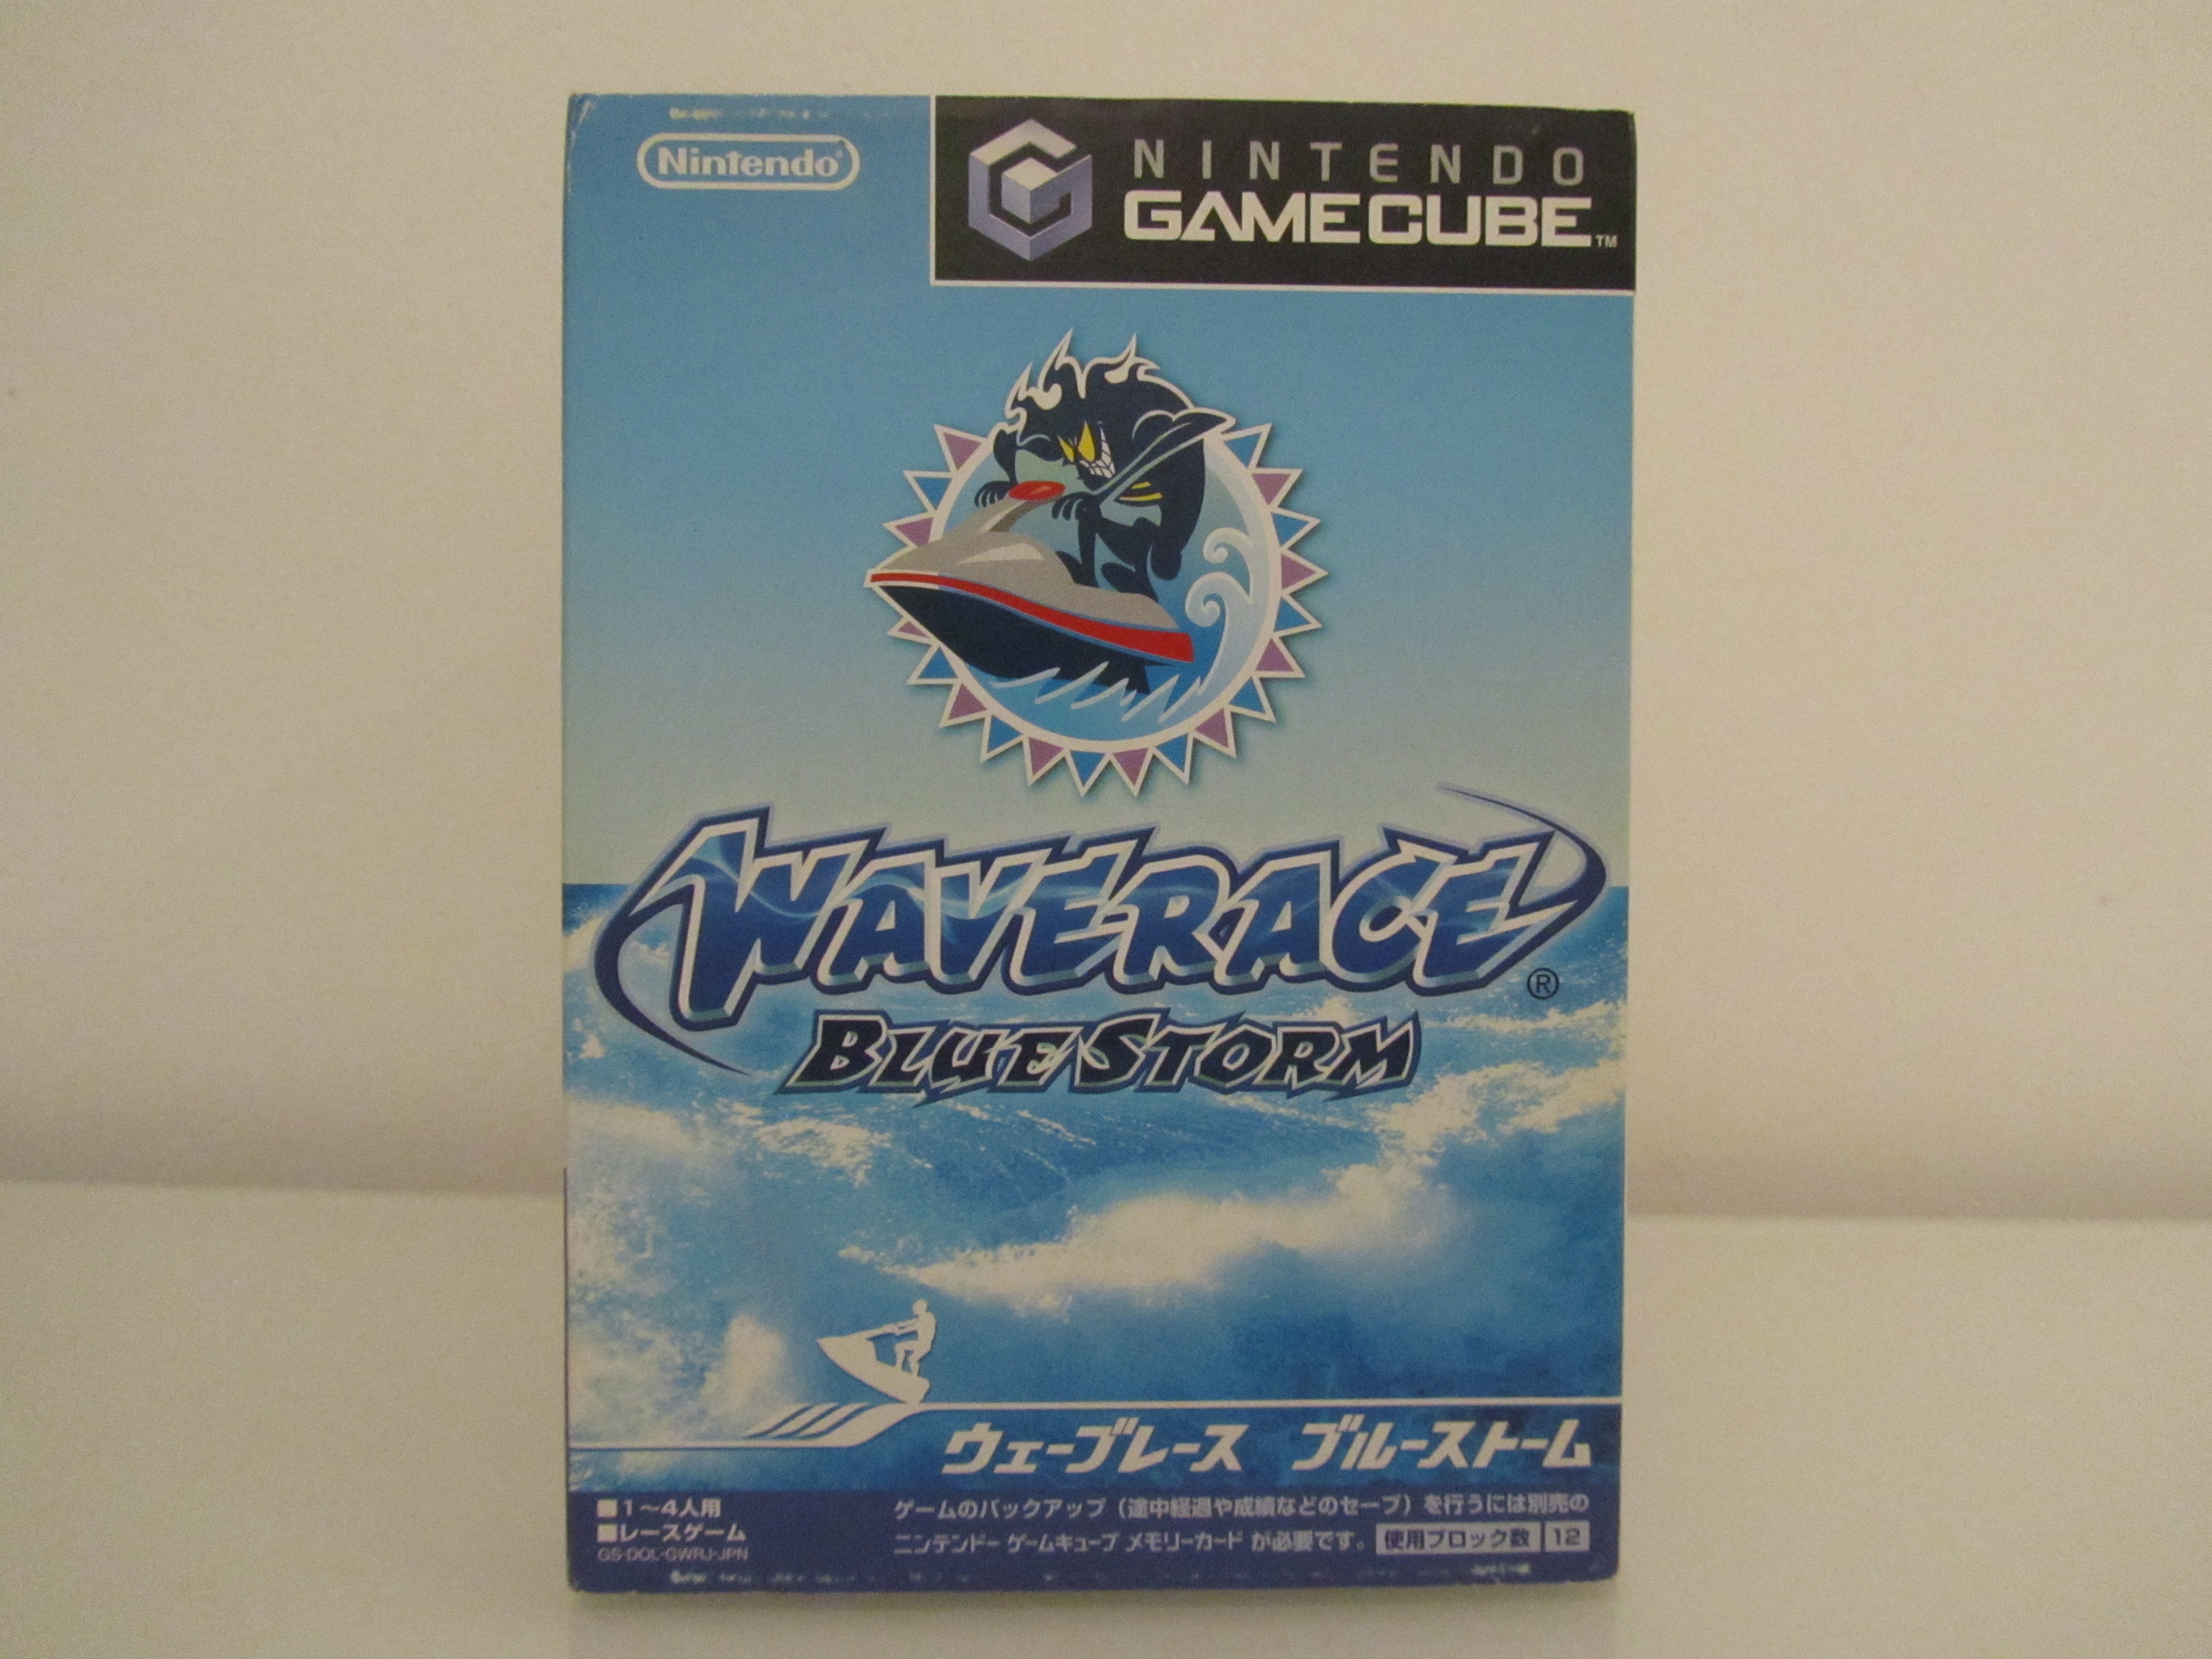 Nintendo®
NINTENDO
GAMECUBE™
WAVERACE®
BLUE STORM
ウェーブレース ブルーストーム
■1〜4人用
■レースゲーム
GS-DOL-GWRJ-JPN
ゲームのバックアップ（途中経過や成績などのセーブ）を行うには別売の
ニンテンドー ゲームキューブ メモリーカード が必要です。 使用ブロック数 12